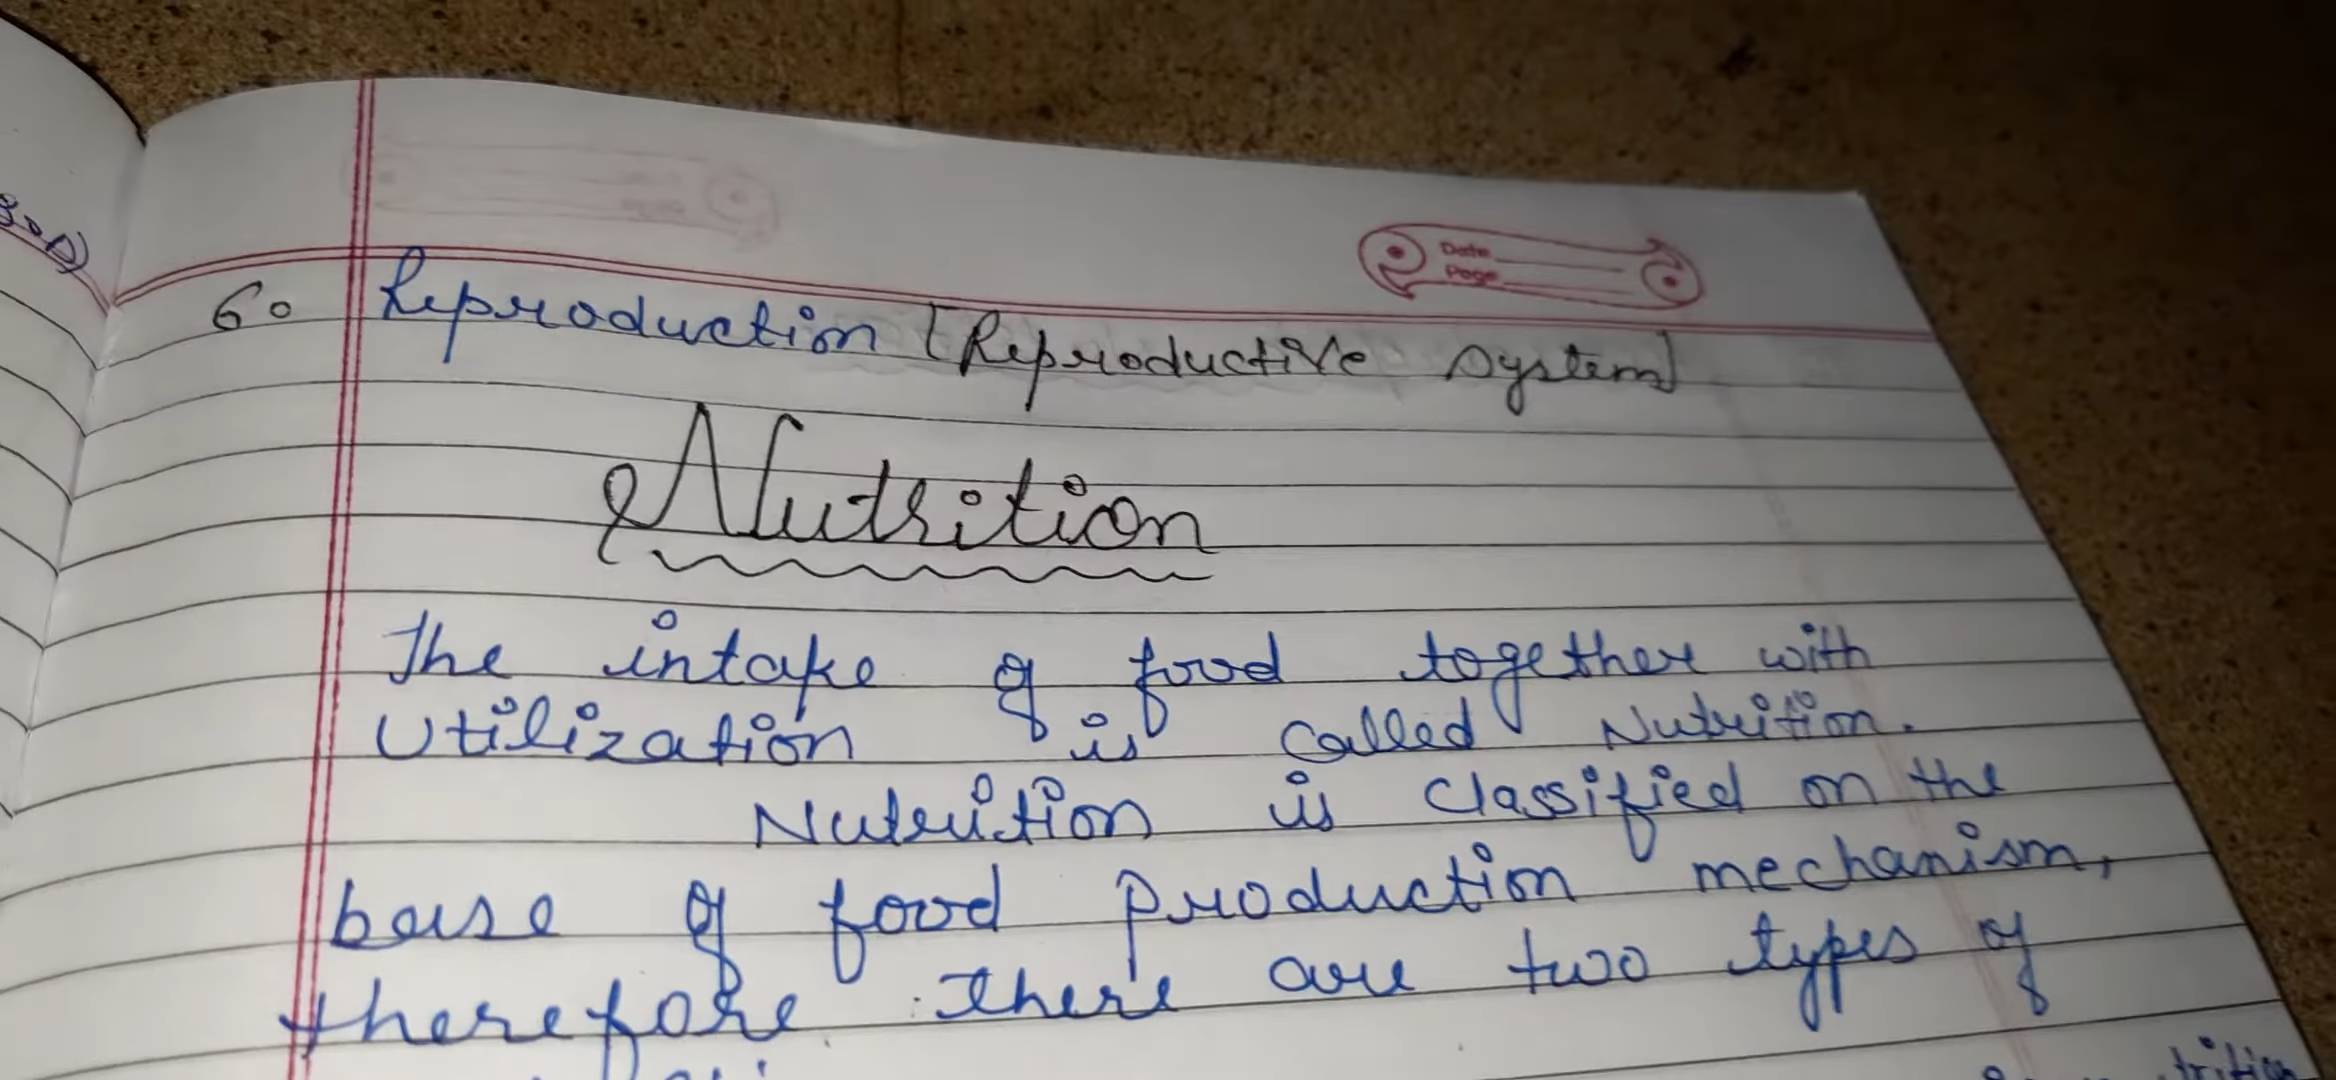 6. Reproduction [Reproductive System]
Date
Page
Nutrition
The intake of food together with
Utilization is called Nutrition.
Nutrition is classified on the
base of food production mechanism,
therefore there are two types of